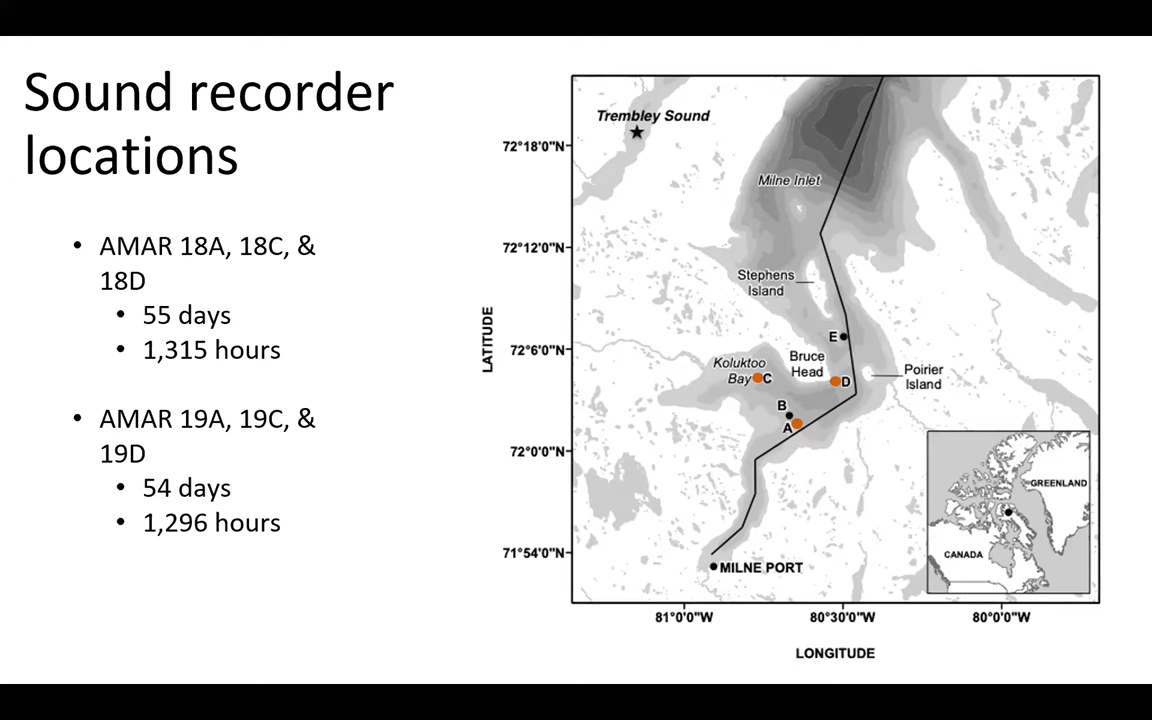 Sound recorder
locations
• AMAR 18A, 18C, &
18D
• 55 days
• 1,315 hours
• AMAR 19A, 19C, &
19D
• 54 days
• 1,296 hours
Trembley Sound
72°18'0"N
Milne Inlet
72°12'0"N
Stephens
Island
LATITUDE
E
72°6'0"N
Koluktoo
Bay
C
Bruce
Head
D
Poirier
Island
B
A
72°0'0"N
GREENLAND
CANADA
71°54'0"N
MILNE PORT
81°0'0"W
80°30'0"W
80°0'0"W
LONGITUDE